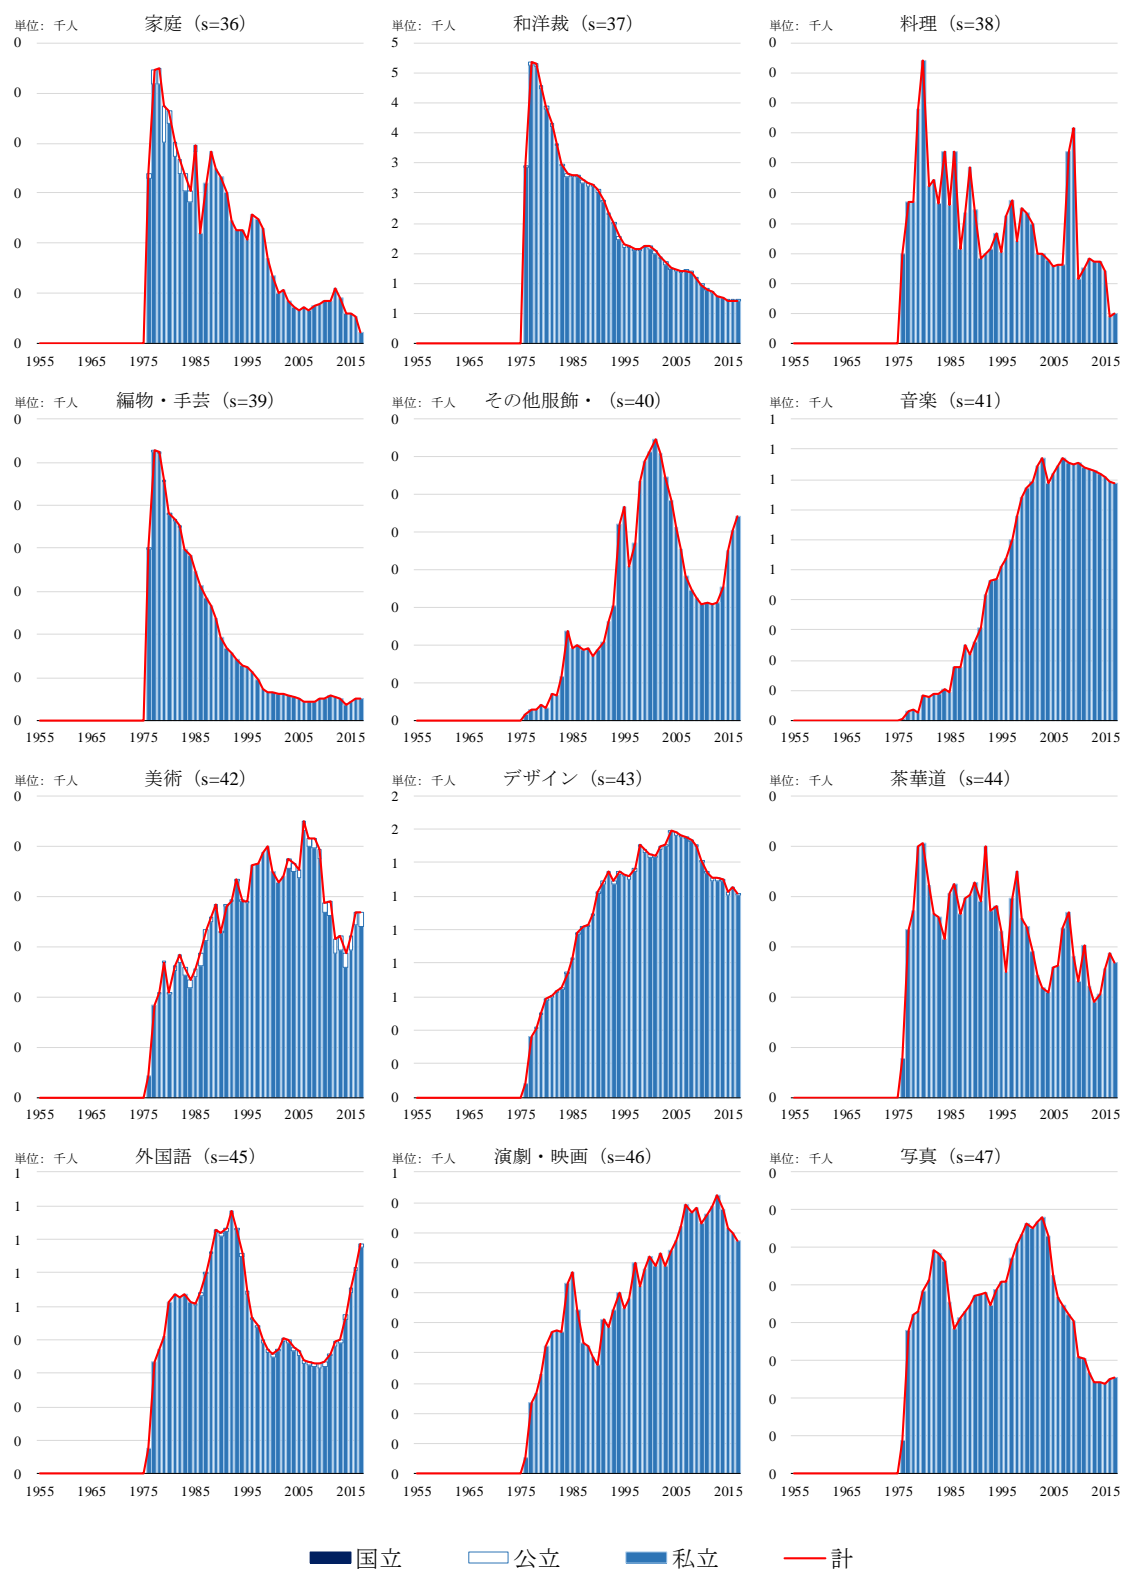 単位: 千人 家庭（s=36） 単位: 千人 和洋裁（s=37） 単位: 千人 料理（s=38）
0 5 0
0 5 0
0 4 0
0 4 0
0 3 0
0 3 0
0 2 0
2 0
1 0
1 0
0 0
1955 1965 1975 1985 1995 2005 2015 1955 1965 1975 1985 1995 2005 2015 1955 1965 1975 1985 1995 2005 2015
単位: 千人 編物・手芸（s=39） 単位: 千人 その他服飾・（s=40） 単位: 千人 音楽（s=41）
0 0 1
0 0 1
0 0 1
0 0 1
0 0 1
0 0 1
0 0 0
0 0 0
0 0
0
0
1955 1965 1975 1985 1995 2005 2015 1955 1965 1975 1985 1995 2005 2015 1955 1965 1975 1985 1995 2005 2015
単位: 千人 美術（s=42） 単位: 千人 デザイン（s=43） 単位: 千人 茶華道（s=44）
0 2 0
0 2 0
0 1 0
0 1 0
0 1 0
0 1 0
0 1 0
0
0
0
1955 1965 1975 1985 1995 2005 2015 1955 1965 1975 1985 1995 2005 2015 1955 1965 1975 1985 1995 2005 2015
単位: 千人 外国語（s=45） 単位: 千人 演劇・映画（s=46） 単位: 千人 写真（s=47）
1 1 0
1 0 0
1 0 0
1 0 0
1 0 0
0 0 0
0 0 0
0 0 0
0 0 0
0
0
1955 1965 1975 1985 1995 2005 2015 1955 1965 1975 1985 1995 2005 2015 1955 1965 1975 1985 1995 2005 2015
国立 公立 私立 計